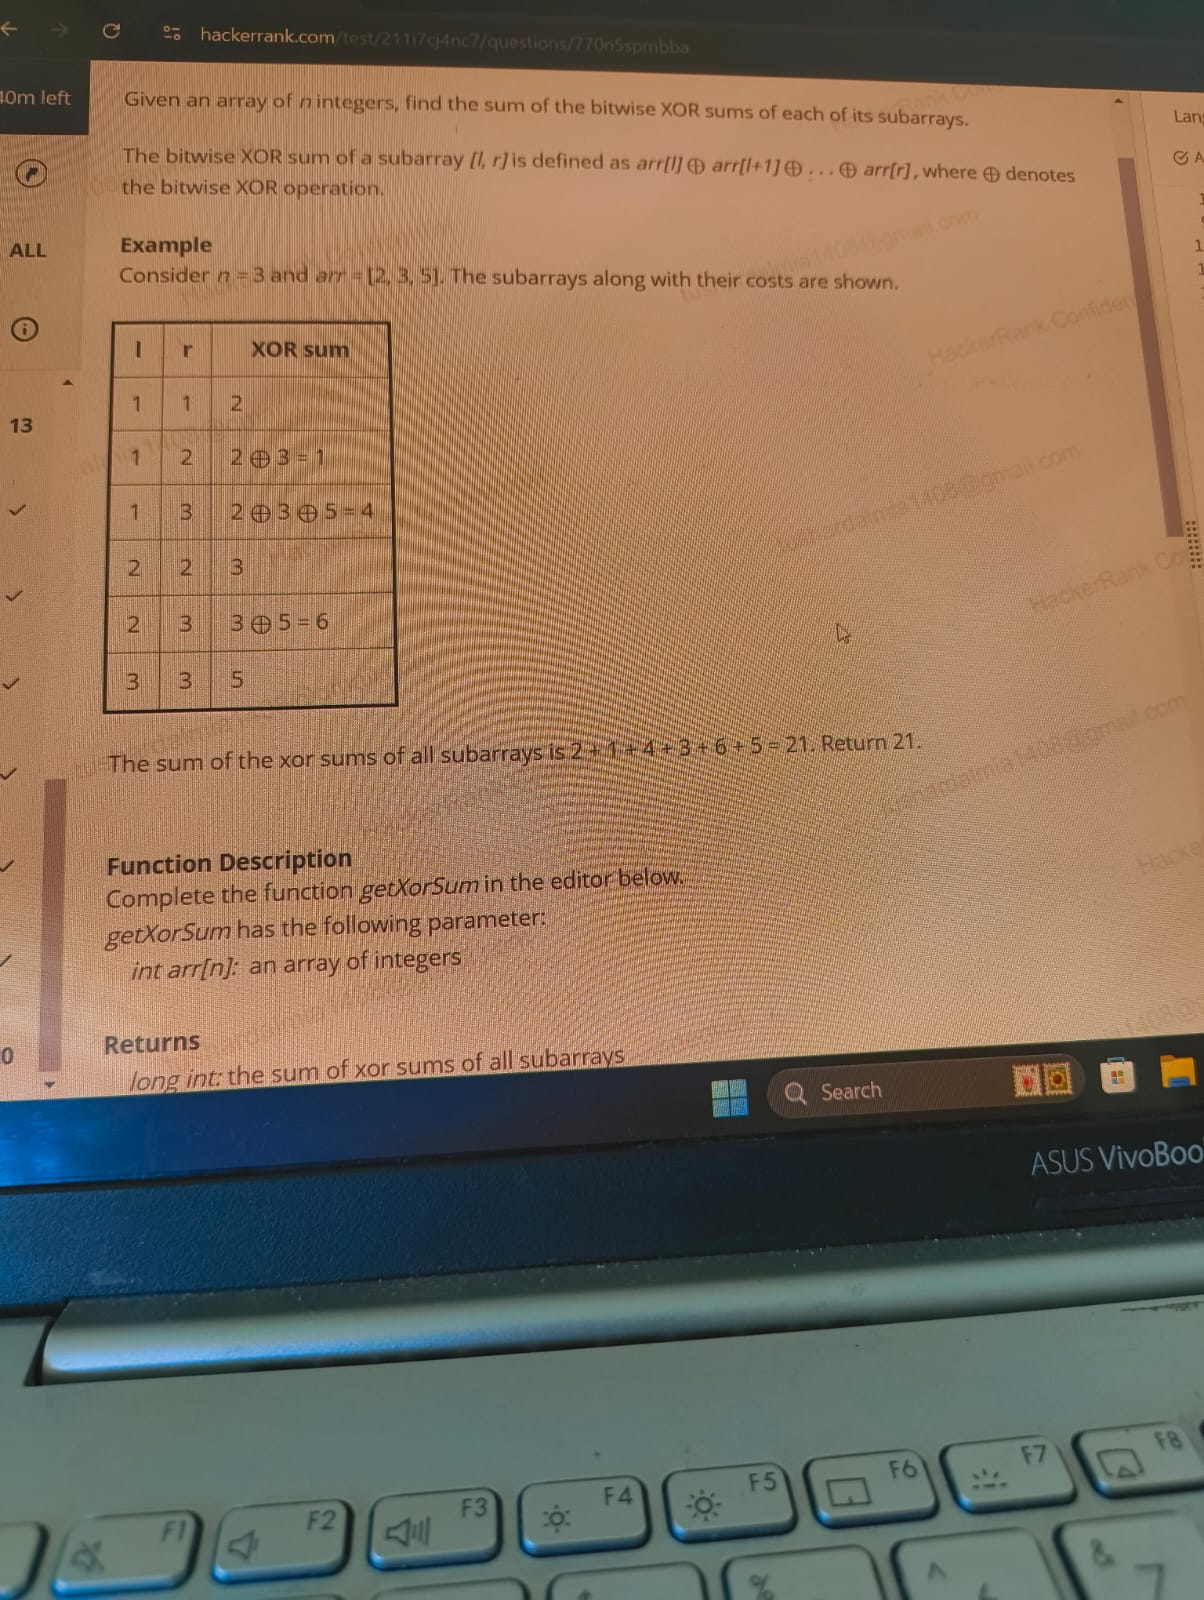 hackerrank.com/test/211i7cj4nc7/questions/770n5spmbba
40m left
Given an array of n integers, find the sum of the bitwise XOR sums of each of its subarrays.
Lang
The bitwise XOR sum of a subarray [l, r] is defined as arr[l] ⊕ arr[l+1] ⊕ . . . ⊕ arr[r], where ⊕ denotes
the bitwise XOR operation.
ALL
Example
Consider n = 3 and arr = [2, 3, 5]. The subarrays along with their costs are shown.
l r XOR sum
1 1 2
13
1 2 2 ⊕ 3 = 1
1 3 2 ⊕ 3 ⊕ 5 = 4
2 2 3
2 3 3 ⊕ 5 = 6
3 3 5
The sum of the xor sums of all subarrays is 2 + 1 + 4 + 3 + 6 + 5 = 21. Return 21.
Function Description
Complete the function getXorSum in the editor below.
getXorSum has the following parameter:
int arr[n]: an array of integers
Returns
long int: the sum of xor sums of all subarrays
HackerRank Confiden
Search
ASUS VivoBoo
F1 F2 F3 F4 F5 F6 F7 F8
% ^ & 7